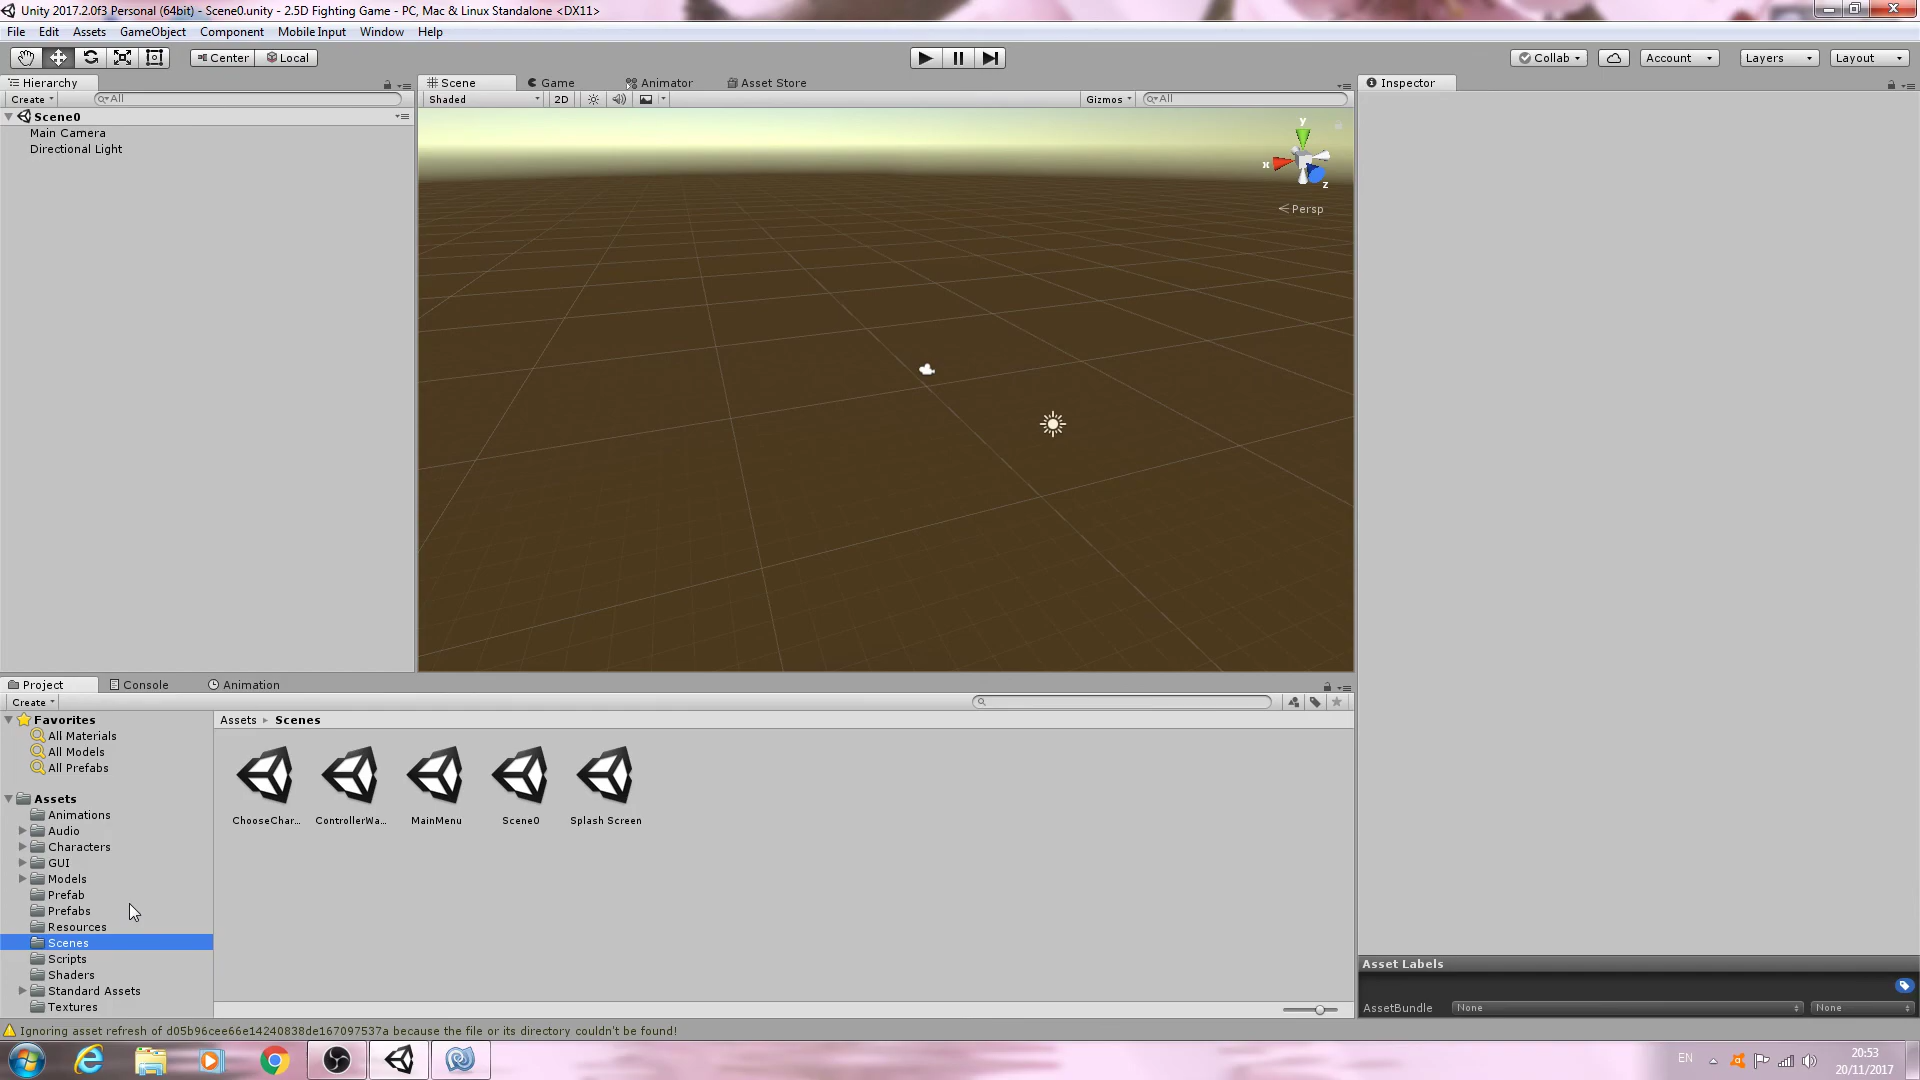 Unity 2017.2.0f3 Personal (64bit) - Scene0.unity - 2.5D Fighting Game - PC, Mac & Linux Standalone <DX11>
File Edit Assets GameObject Component Mobile Input Window Help
Center Local
Collab Account Layers Layout
Hierarchy
Scene Game Animator Asset Store
Inspector
Create All
Shaded 2D Gizmos All
Scene0
Main Camera
Directional Light
y
x
z
Persp
Project Console Animation
Create
Favorites
All Materials
All Models
All Prefabs
Assets
Animations
Audio
Characters
GUI
Models
Prefab
Prefabs
Resources
Scenes
Scripts
Shaders
Standard Assets
Textures
Assets Scenes
ChooseChar... ControllerWa... MainMenu Scene0 Splash Screen
Asset Labels
AssetBundle None None
Ignoring asset refresh of d05b96cee66e14240838de167097537a because the file or its directory couldn't be found!
EN
20:53
20/11/2017